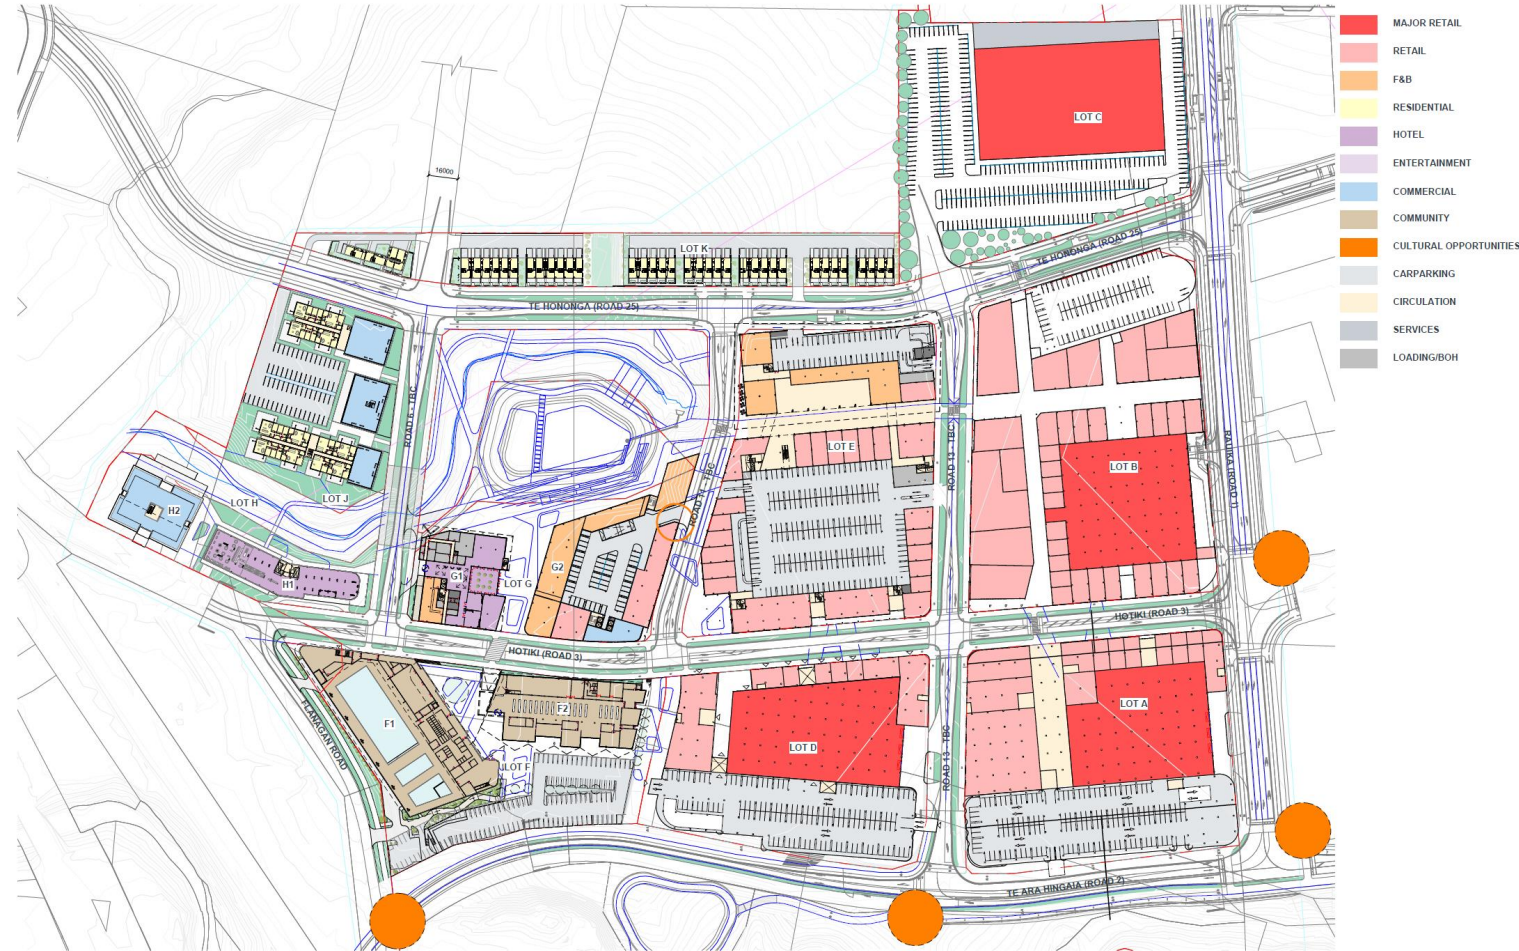 MAJOR RETAIL
RETAIL
F&B
RESIDENTIAL
HOTEL
ENTERTAINMENT
COMMERCIAL
COMMUNITY
CULTURAL OPPORTUNITIES
CARPARKING
CIRCULATION
SERVICES
LOADING/BOH
LOT C
16000
TE HONONGA (ROAD 25)
LOT K
TE HONONGA (ROAD 25)
ROAD 6 - TBC
LOT E
ROAD 13 - TBC
LOT B
RAUIKA (ROAD 1)
LOT H
LOT J
H2
ROAD 17 - TBC
G2
G1
LOT G
H1
HOTIKI (ROAD 3)
HOTIKI (ROAD 3)
FLANAGAN ROAD
F1
F2
LOT A
LOT D
LOT F
ROAD 13 - TBC
TE ARA HINGAIA (ROAD 2)